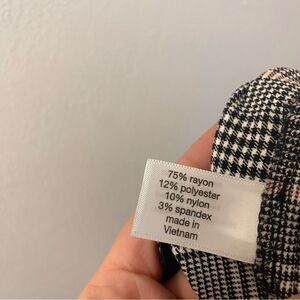 75% rayon
12% polyester
10% nylon
3% spandex
made in
Vietnam